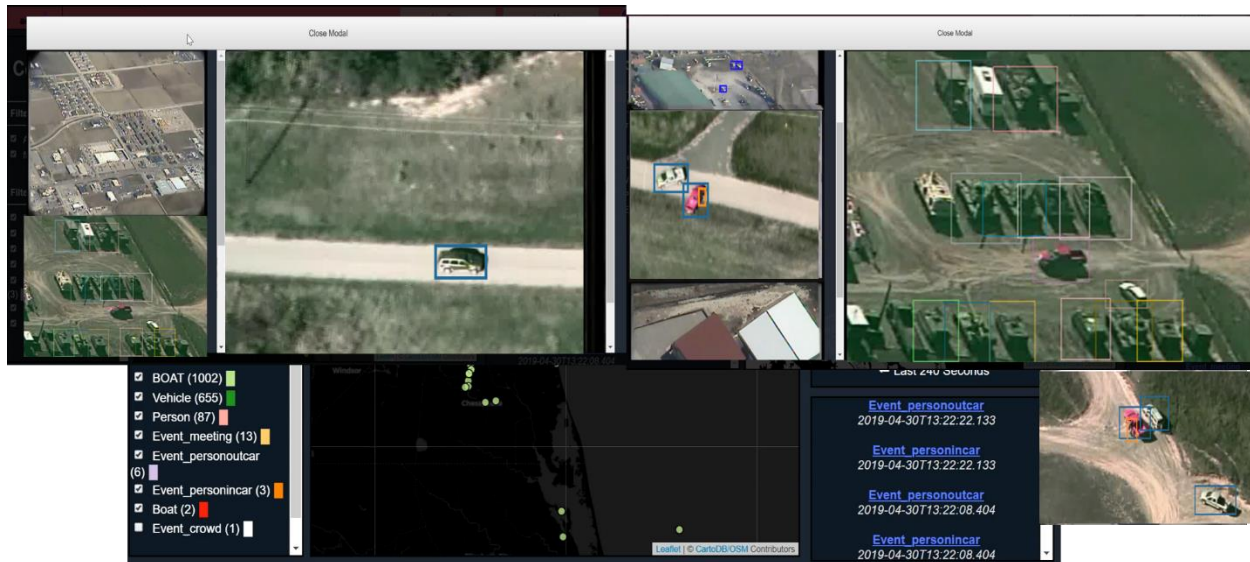 Close Modal
Close Modal
BOAT (1002)
Vehicle (655)
Person (87)
Event_meeting (13)
Event_personoutcar
(6)
Event_personincar (3)
Boat (2)
Event_crowd (1)
Windsor
Leaflet | © CartoDB/OSM Contributors
Last 240 Seconds
Event_personoutcar
2019-04-30T13:22:22.133
Event_personincar
2019-04-30T13:22:22.133
Event_personoutcar
2019-04-30T13:22:08.404
Event_personincar
2019-04-30T13:22:08.404
2019-04-30T13:22:08.404